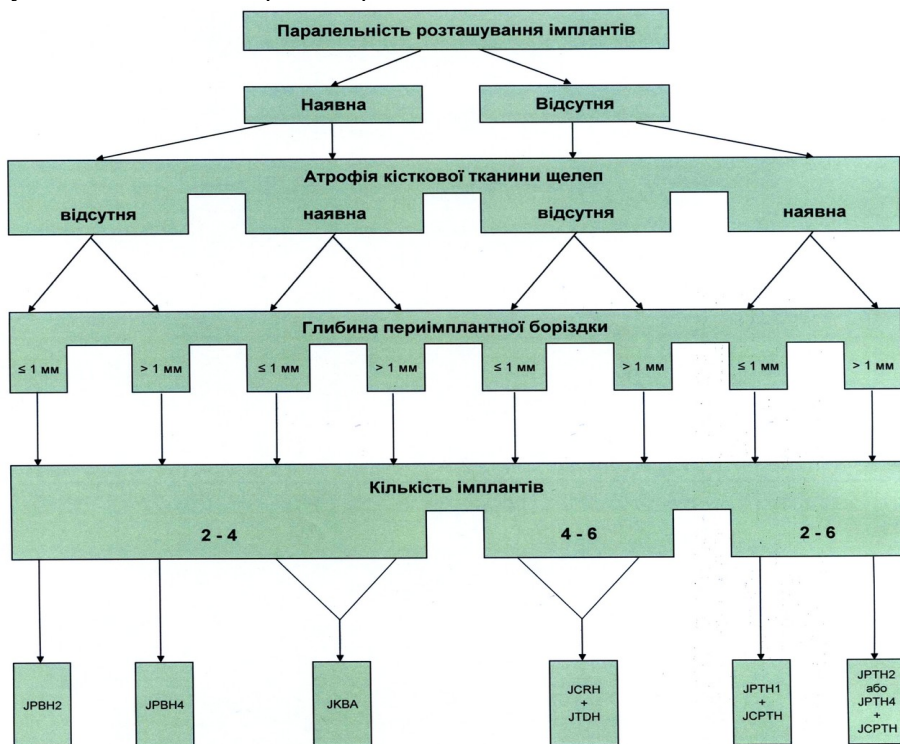 Паралельність розташування імплантів
Наявна
Відсутня
Атрофія кісткової тканини щелеп
відсутня
наявна
відсутня
наявна
Глибина периімплантної боріздки
≤ 1 мм
> 1 мм
≤ 1 мм
> 1 мм
≤ 1 мм
> 1 мм
≤ 1 мм
> 1 мм
Кількість імплантів
2 - 4
4 - 6
2 - 6
JPBH2
JPBH4
JKBA
JCRH
+
JTDH
JPTH1
+
JCPTH
JPTH2
або
JPTH4
+
JCPTH